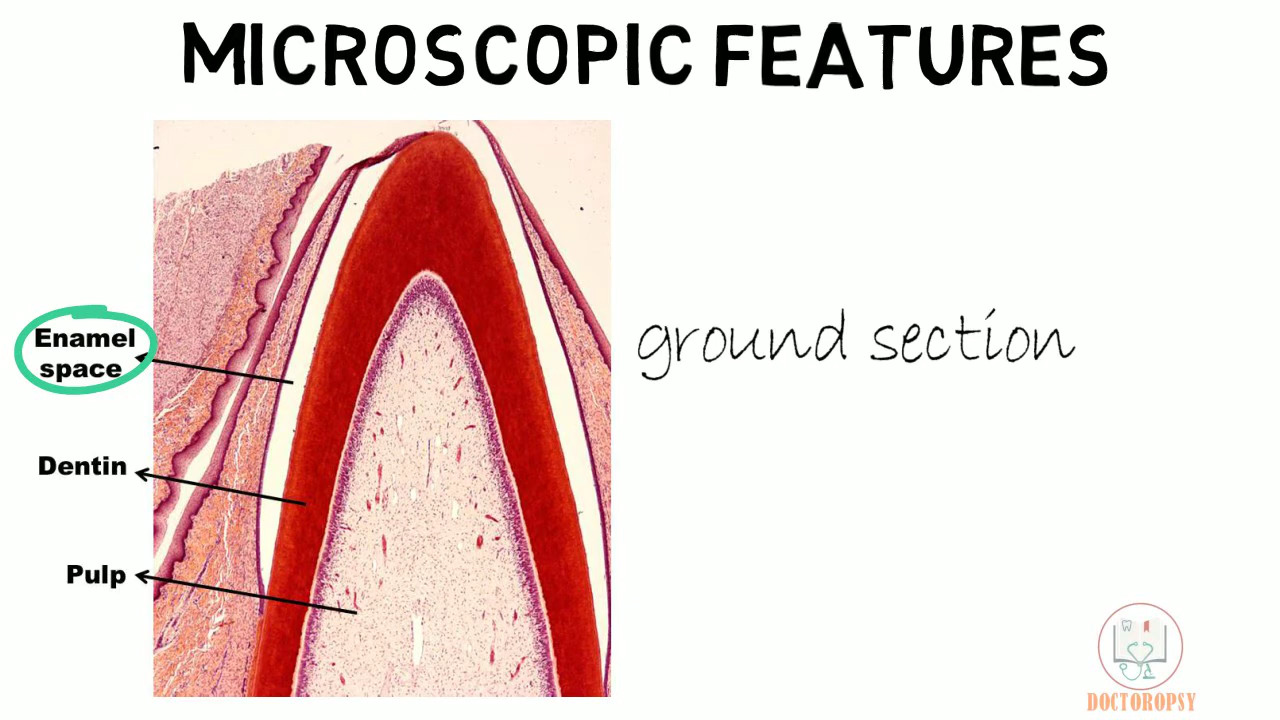 MICROSCOPIC FEATURES
Enamel
space
ground section
Dentin
Pulp
DOCTOROPSY